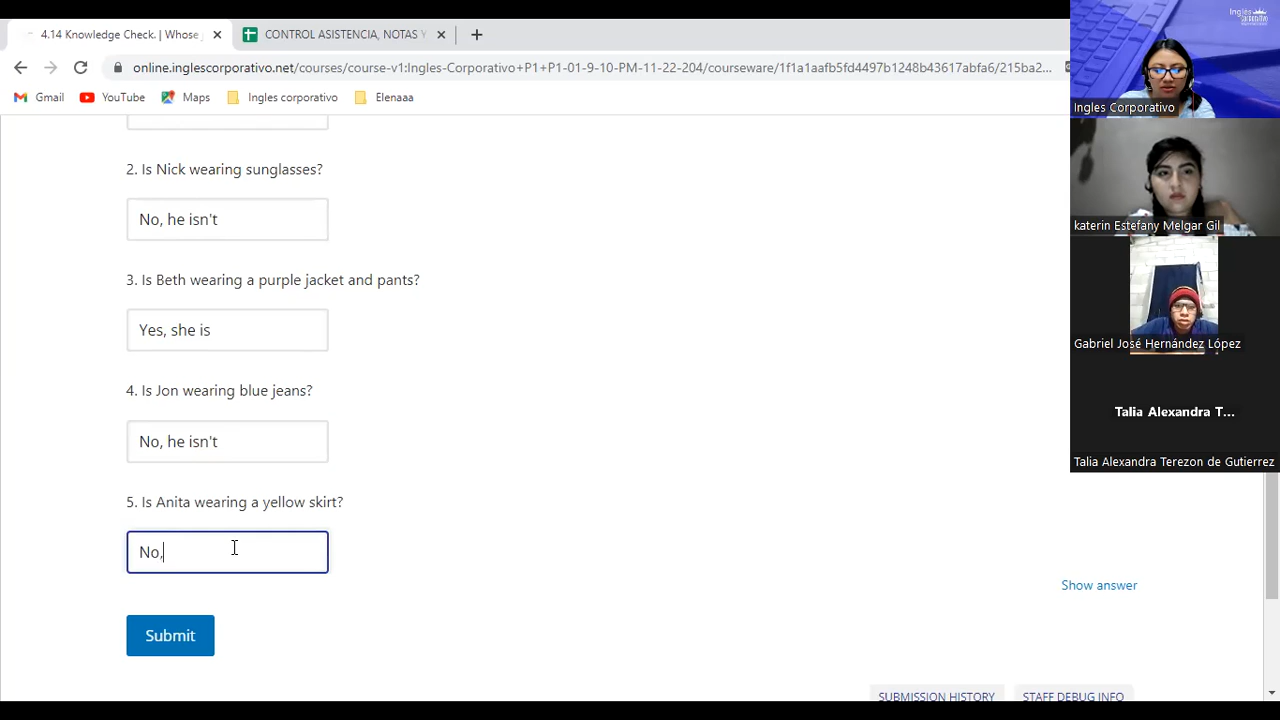 4.14 Knowledge Check. | Whose
CONTROL ASISTENCIA, NOTAS Y
online.inglescorporativo.net/courses/course-v1:Ingles-Corporativo+P1+P1-01-9-10-PM-11-22-204/courseware/1f1a1aafb5fd4497b1248b43617abfa6/215ba2...
Gmail
YouTube
Maps
Ingles corporativo
Elenaaa
2. Is Nick wearing sunglasses?
No, he isn't
3. Is Beth wearing a purple jacket and pants?
Yes, she is
4. Is Jon wearing blue jeans?
No, he isn't
5. Is Anita wearing a yellow skirt?
No,
Show answer
Submit
SUBMISSION HISTORY
STAFF DEBUG INFO
Ingles
Ingles Corporativo
katerin Estefany Melgar Gil
Gabriel José Hernández López
Talia Alexandra T...
Talia Alexandra Terezon de Gutierrez